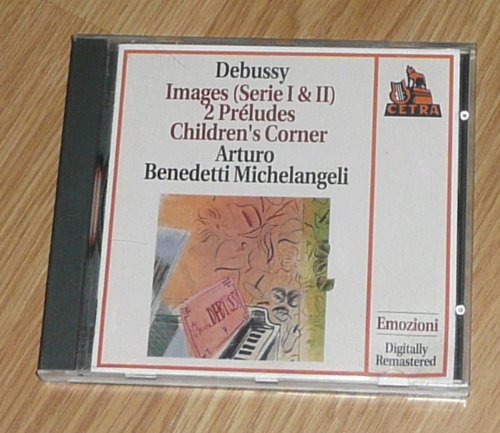 Debussy
Images (Serie I & II)
2 Préludes
Children's Corner
Arturo
Benedetti Michelangeli
CETRA
DEBUSSY
Emozioni
Digitally
Remastered